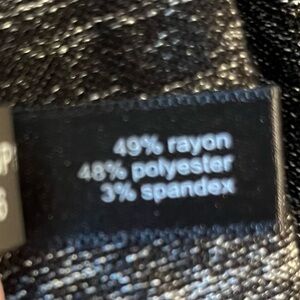 49% rayon
48% polyester
3% spandex